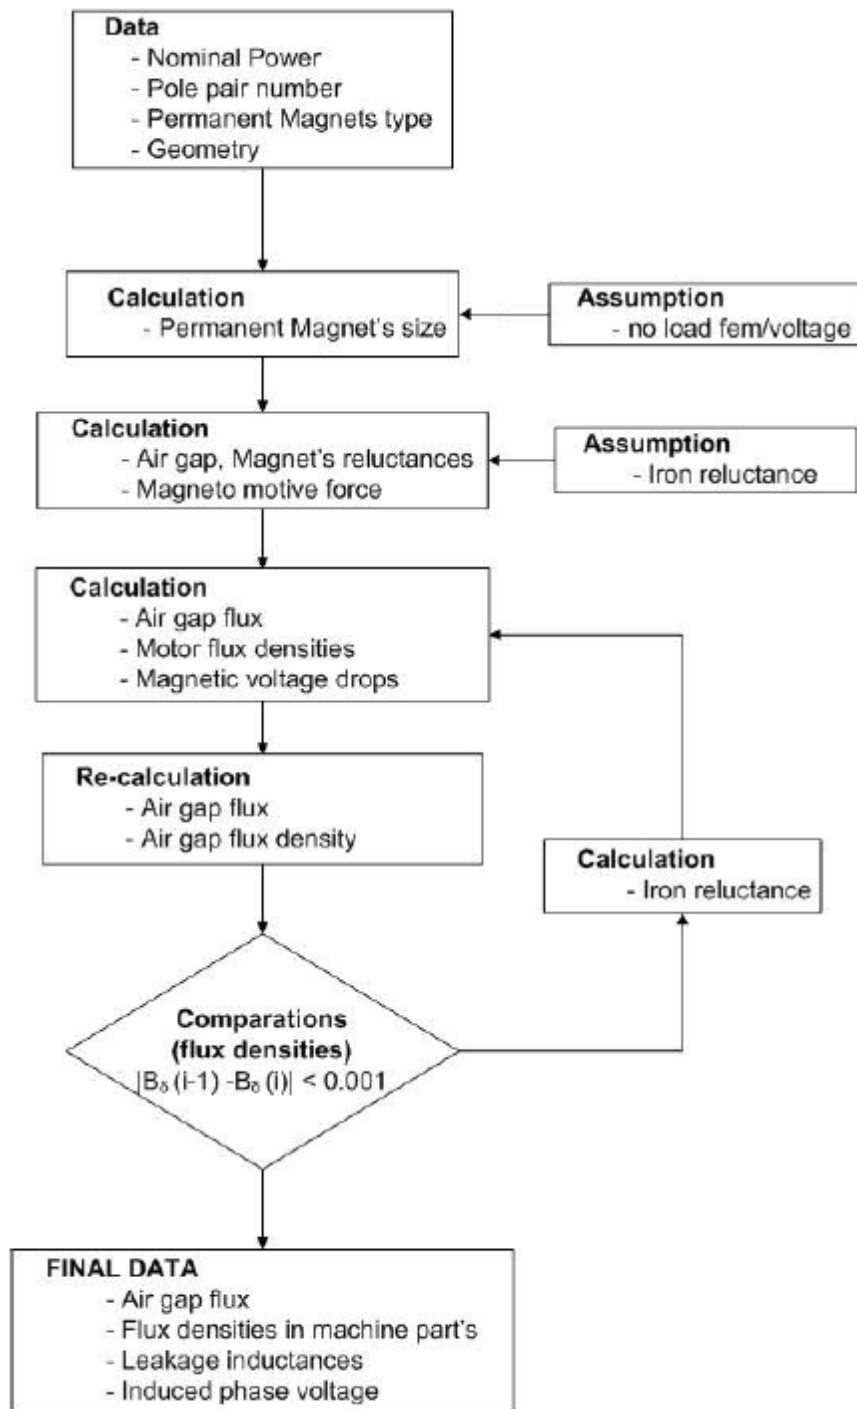 Data
- Nominal Power
- Pole pair number
- Permanent Magnets type
- Geometry
Calculation
- Permanent Magnet's size
Assumption
- no load fem/voltage
Calculation
- Air gap, Magnet's reluctances
- Magneto motive force
Assumption
- Iron reluctance
Calculation
- Air gap flux
- Motor flux densities
- Magnetic voltage drops
Re-calculation
- Air gap flux
- Air gap flux density
Calculation
- Iron reluctance
Comparations
(flux densities)
|Bδ (i-1) -Bδ (i)| < 0.001
FINAL DATA
- Air gap flux
- Flux densities in machine part's
- Leakage inductances
- Induced phase voltage